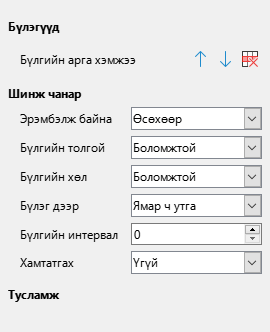 Бүлэгүүд
Бүлгийн арга хэмжээ
Шинж чанар
Эрэмбэлж байна Өсөхөөр
Бүлгийн толгой Боломжтой
Бүлгийн хөл Боломжтой
Бүлэг дээр Ямар ч утга
Бүлгийн интервал 0
Хамтатгах Үгүй
Тусламж